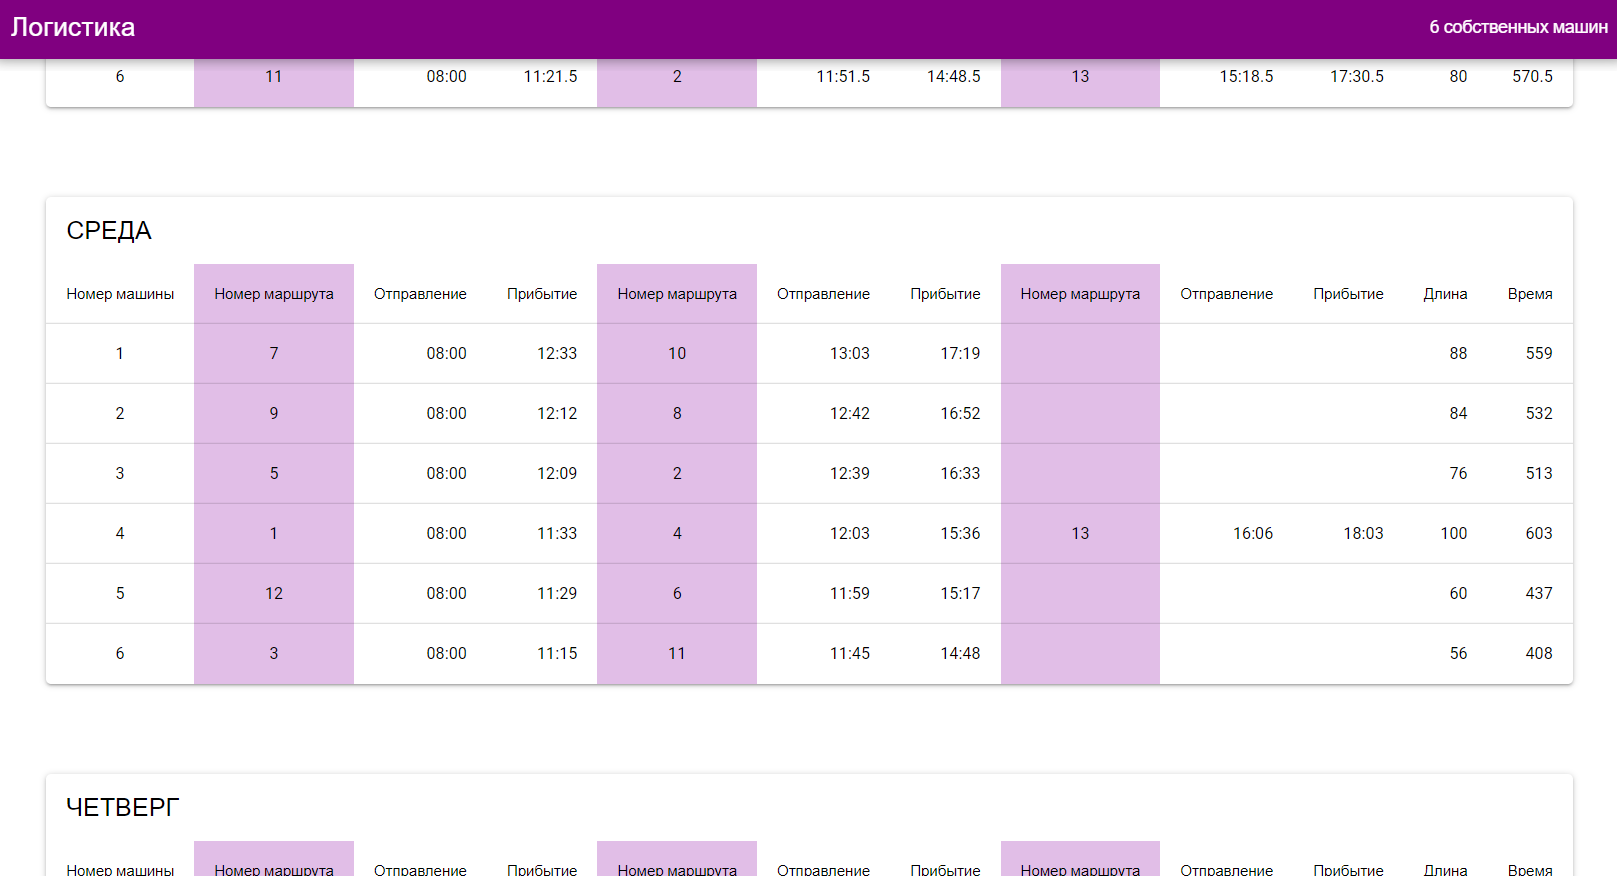 Логистика 6 собственных машин
6 11 08:00 11:21.5 2 11:51.5 14:48.5 13 15:18.5 17:30.5 80 570.5
СРЕДА
Номер машины Номер маршрута Отправление Прибытие Номер маршрута Отправление Прибытие Номер маршрута Отправление Прибытие Длина Время
1 7 08:00 12:33 10 13:03 17:19 88 559
2 9 08:00 12:12 8 12:42 16:52 84 532
3 5 08:00 12:09 2 12:39 16:33 76 513
4 1 08:00 11:33 4 12:03 15:36 13 16:06 18:03 100 603
5 12 08:00 11:29 6 11:59 15:17 60 437
6 3 08:00 11:15 11 11:45 14:48 56 408
ЧЕТВЕРГ
Номер машины Номер маршрута Отправление Прибытие Номер маршрута Отправление Прибытие Номер маршрута Отправление Прибытие Длина Время